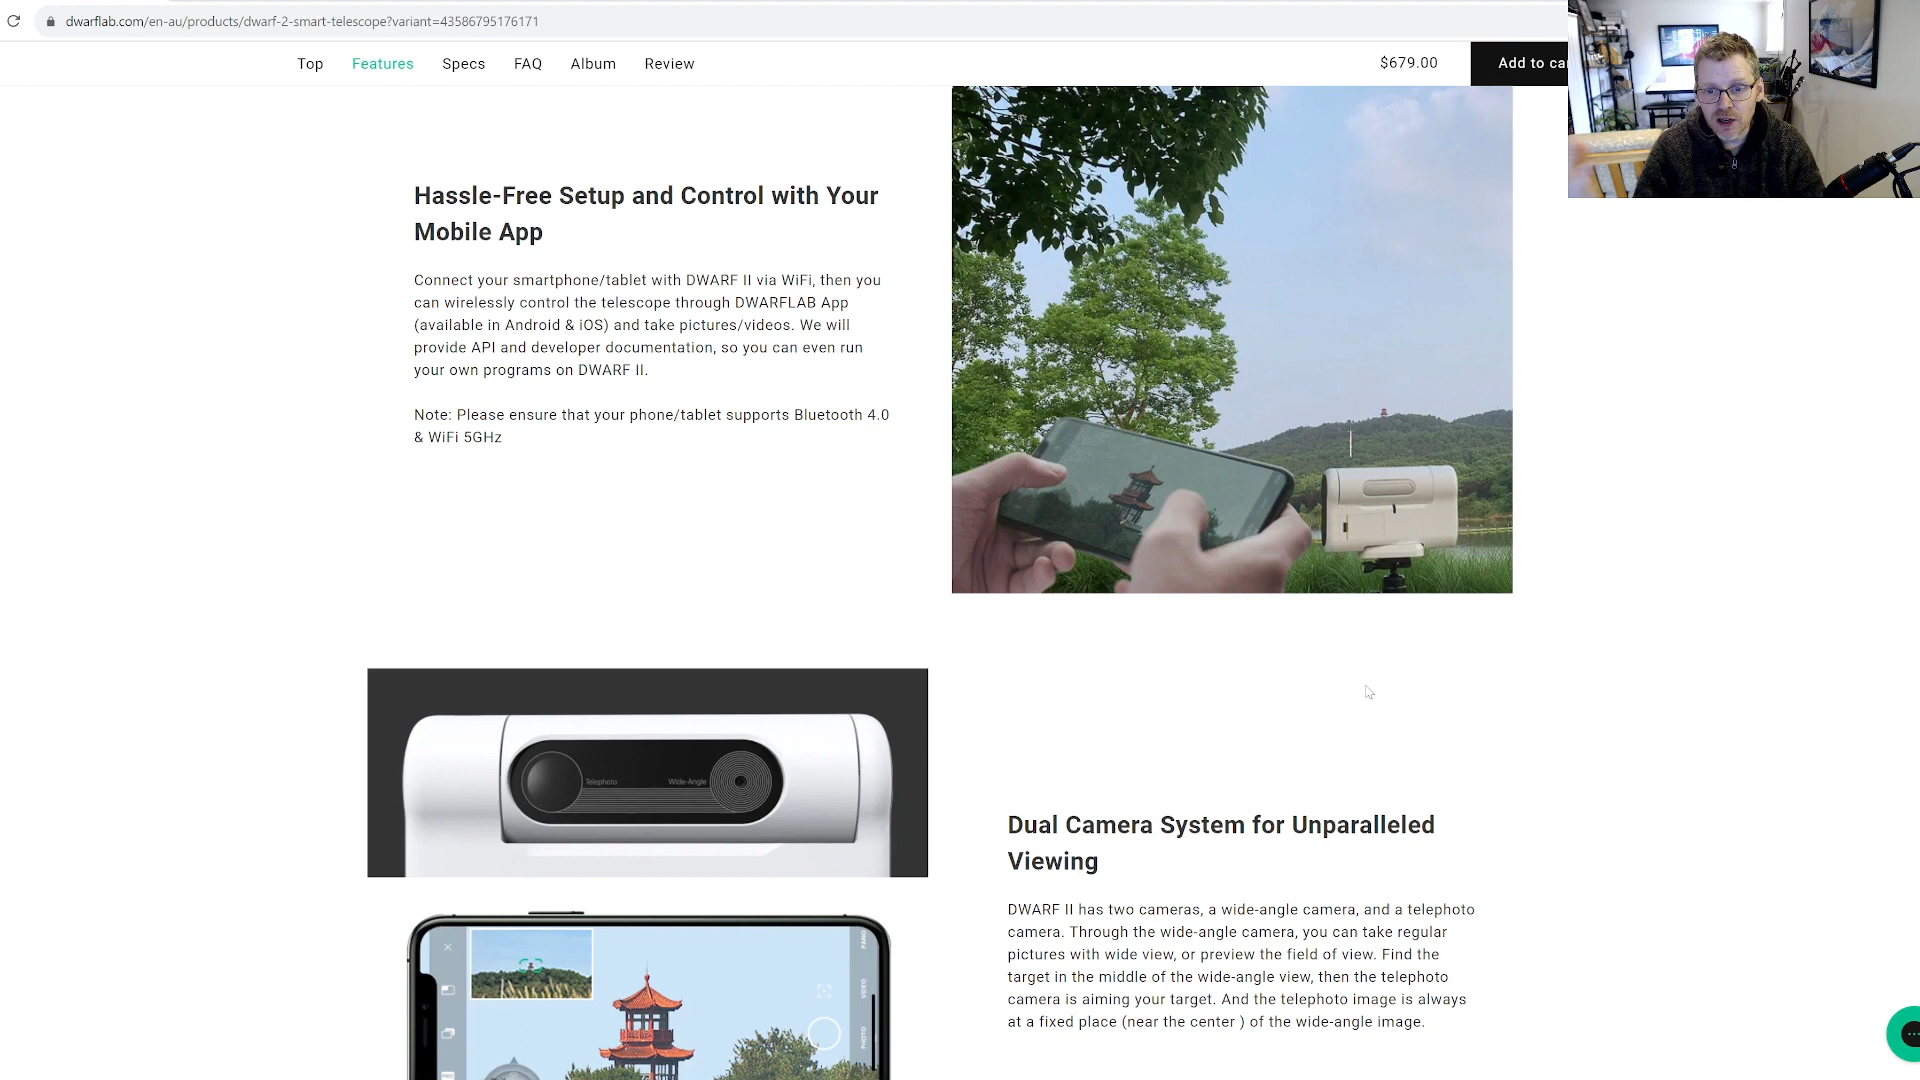 dwarflab.com/en-au/products/dwarf-2-smart-telescope?variant=43586795176171
Top Features Specs FAQ Album Review $679.00 Add to ca
Hassle-Free Setup and Control with Your
Mobile App
Connect your smartphone/tablet with DWARF II via WiFi, then you
can wirelessly control the telescope through DWARFLAB App
(available in Android & iOS) and take pictures/videos. We will
provide API and developer documentation, so you can even run
your own programs on DWARF II.
Note: Please ensure that your phone/tablet supports Bluetooth 4.0
& WiFi 5GHz
Telephoto Wide-Angle
Dual Camera System for Unparalleled
Viewing
DWARF II has two cameras, a wide-angle camera, and a telephoto
camera. Through the wide-angle camera, you can take regular
pictures with wide view, or preview the field of view. Find the
target in the middle of the wide-angle view, then the telephoto
camera is aiming your target. And the telephoto image is always
at a fixed place (near the center ) of the wide-angle image.
PANO
VIDEO
PHOTO